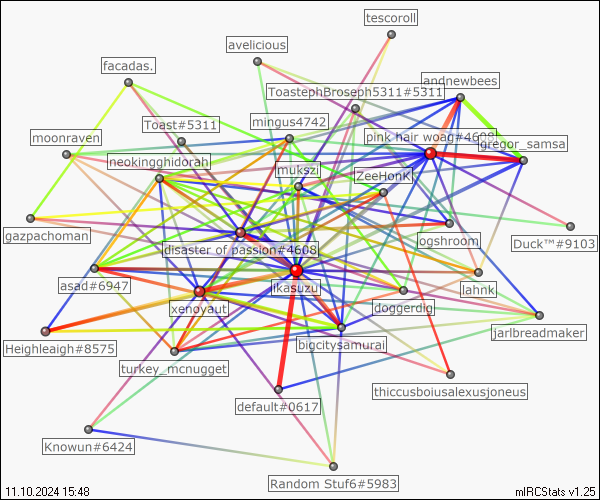 tescoroll
avelicious
facadas.
andnewbees
ToastephBroseph5311#5311
Toast#5311
mingus4742
pink hair woag#4608
gregor_samsa
moonraven
neokingghidorah
mukszi
ZeeHonK
gazpachoman
disaster of passion#4608
ogshroom
Duck™#9103
asad#6947
ikasuzu
lahnk
xenoyaut
doggerdig
jarlbreadmaker
Heighleigh#8575
bigcitysamurai
turkey_mcnugget
thiccusboiusalexusjoneus
default#0617
Knowun#6424
Random Stuf6#5983
11.10.2024 15:48
mIRCStats v1.25